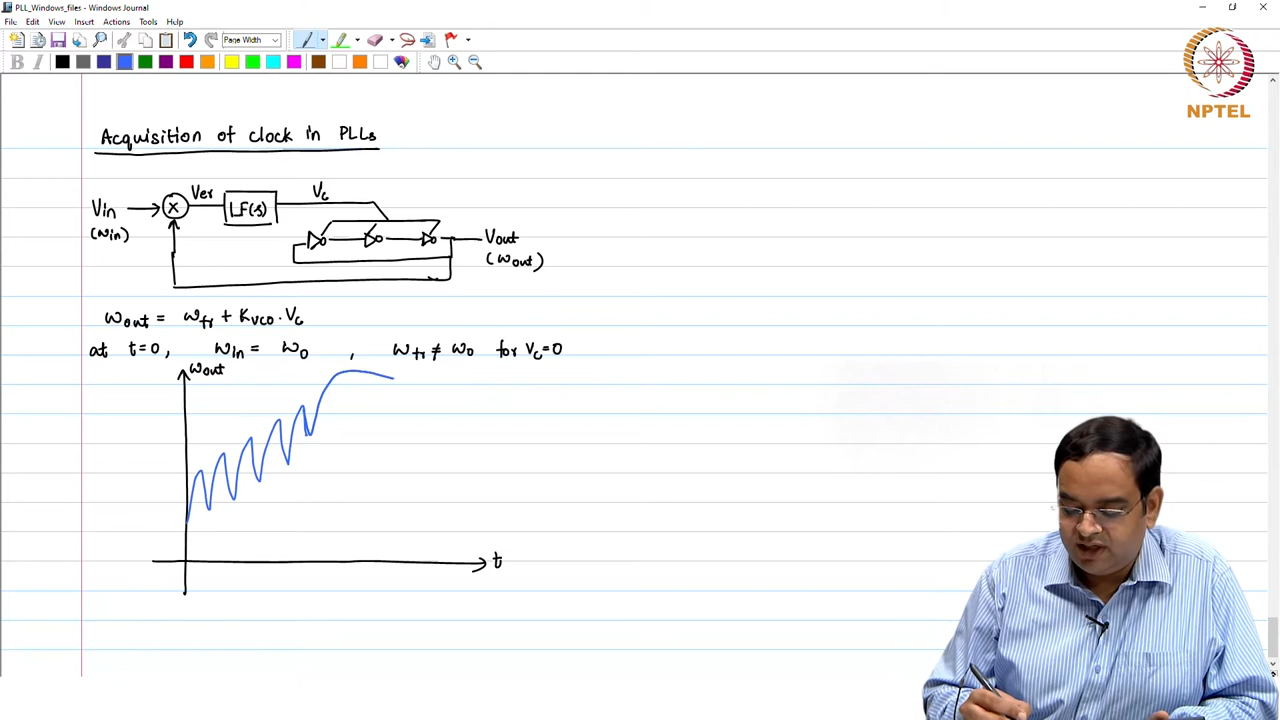 PLL_Windows_files - Windows Journal
File Edit View Insert Actions Tools Help
Page Width
B I
NPTEL
Acquisition of clock in PLLs
Vin
(ωin)
×
Ver
LF(s)
Vc
Vout
(ωout)
ωout = ωfr + KVCO · Vc
at t=0, ωin = ω0 , ωfr ≠ ω0 for Vc=0
ωout
t